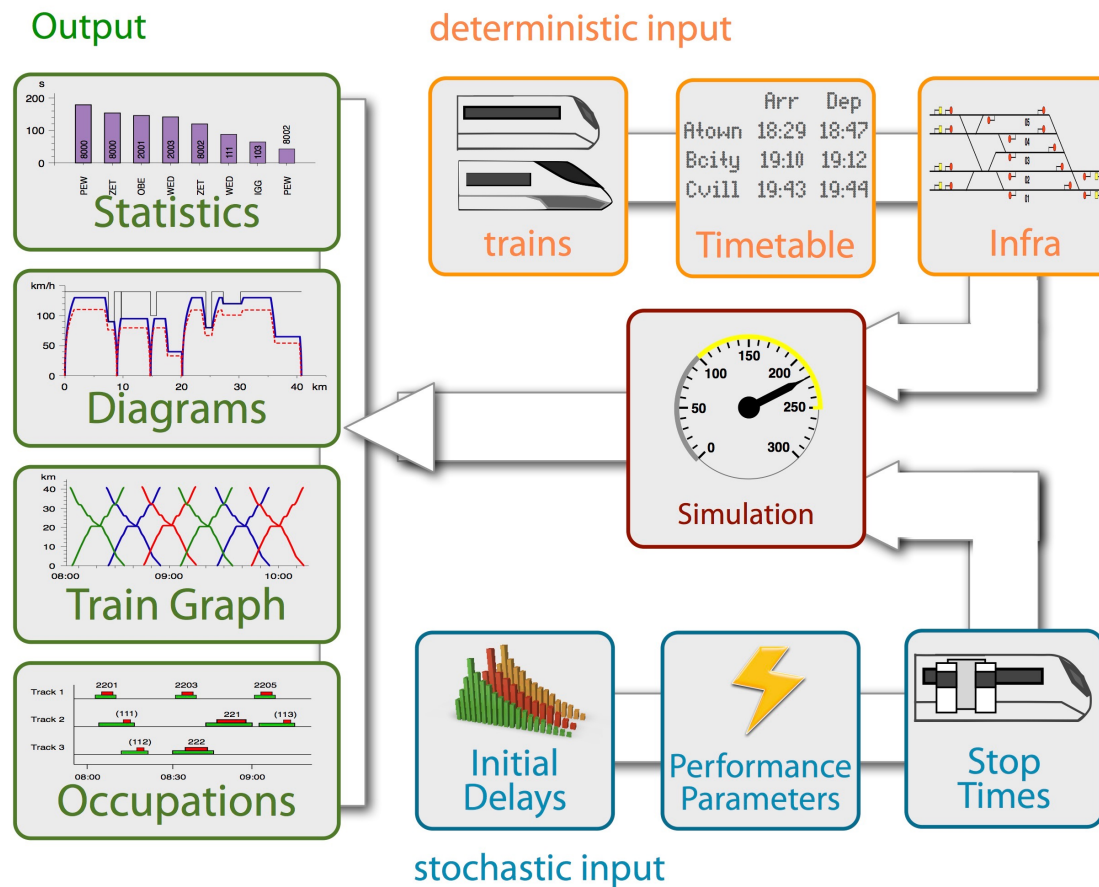 Output
deterministic input
s
200
100
0
8000
8000
2001
2003
8002
111
103
8002
PEW
ZET
OBE
WED
ZET
WED
IGG
PEW
Statistics
trains
Arr Dep
Atown 18:29 18:47
Bcity 19:10 19:12
Cvill 19:43 19:44
Timetable
05
04
03
02
01
Infra
km/h
100
50
0
0 10 20 30 40 km
Diagrams
0
50
100
150
200
250
300
Simulation
km
40
30
20
10
0
08:00 09:00 10:00
Train Graph
Track 1 2201 2203 2205
Track 2 (111) 221 (113)
Track 3 (112) 222
08:00 08:30 09:00
Occupations
Initial
Delays
Performance
Parameters
Stop
Times
stochastic input